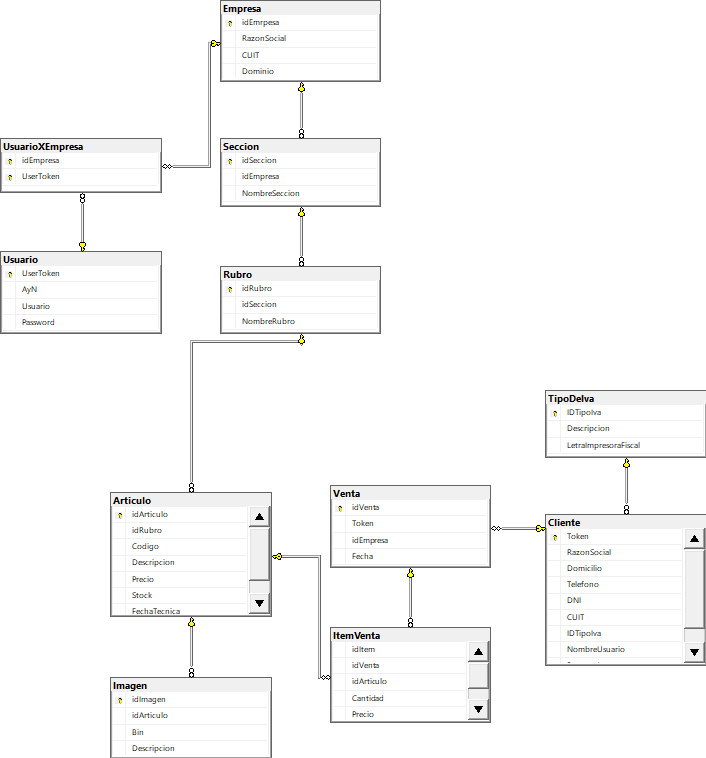 Empresa
idEmrpesa
RazonSocial
CUIT
Dominio
UsuarioXEmpresa
idEmpresa
UserToken
Seccion
idSeccion
idEmpresa
NombreSeccion
Usuario
UserToken
AyN
Usuario
Password
Rubro
idRubro
idSeccion
NombreRubro
TipoDeIva
IDTipoIva
Descripcion
LetraImpresoraFiscal
Articulo
idArticulo
idRubro
Codigo
Descripcion
Precio
Stock
FechaTecnica
Venta
idVenta
Token
idEmpresa
Fecha
Cliente
Token
RazonSocial
Domicilio
Telefono
DNI
CUIT
IDTipoIva
NombreUsuario
ItemVenta
idItem
idVenta
idArticulo
Cantidad
Precio
Imagen
idImagen
idArticulo
Bin
Descripcion